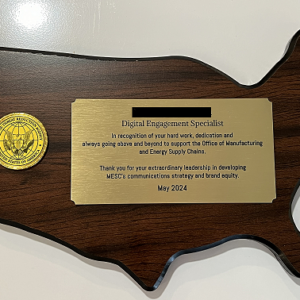 Digital Engagement Specialist
In recognition of your hard work, dedication and
always going above and beyond to support the Office of Manufacturing
and Energy Supply Chains.
Thank you for your extraordinary leadership in developing
MESC's communications strategy and brand equity.
May 2024